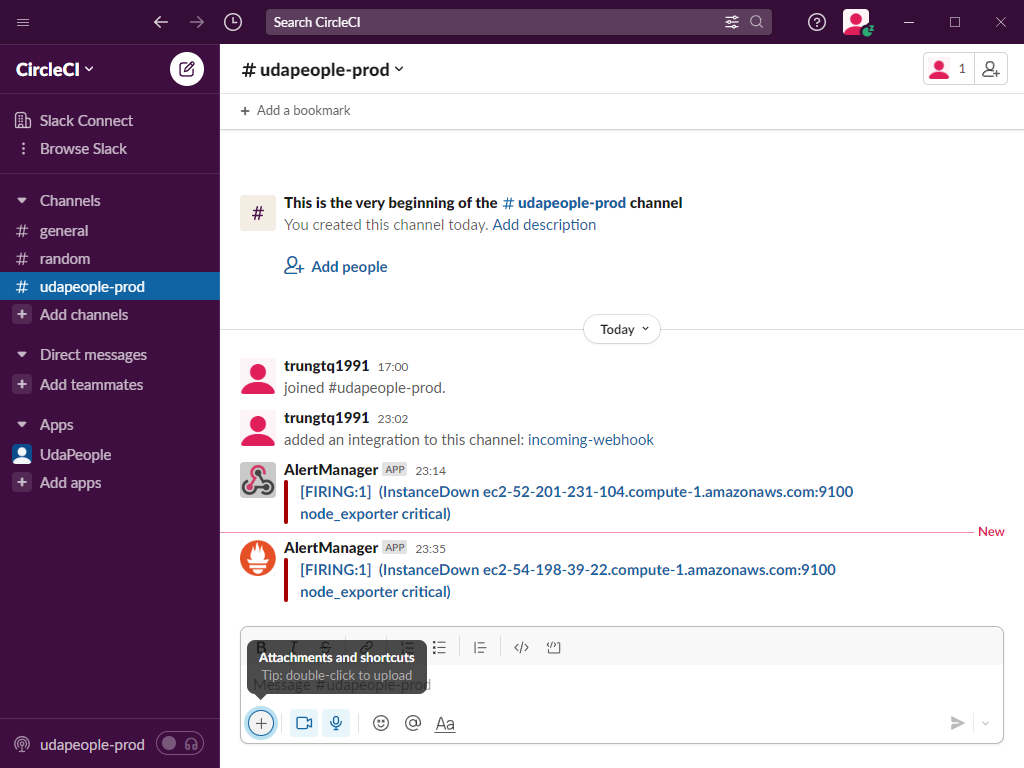 Search CircleCI
CircleCI
# udapeople-prod
1
+ Add a bookmark
Slack Connect
Browse Slack
Channels
# general
# random
# udapeople-prod
+ Add channels
Direct messages
+ Add teammates
Apps
UdaPeople
+ Add apps
udapeople-prod
# This is the very beginning of the # udapeople-prod channel
You created this channel today. Add description
Add people
Today
trungtq1991 17:00
joined #udapeople-prod.
trungtq1991 23:02
added an integration to this channel: incoming-webhook
AlertManager APP 23:14
[FIRING:1] (InstanceDown ec2-52-201-231-104.compute-1.amazonaws.com:9100
node_exporter critical)
New
AlertManager APP 23:35
[FIRING:1] (InstanceDown ec2-54-198-39-22.compute-1.amazonaws.com:9100
node_exporter critical)
B I S
Attachments and shortcuts
Tip: double-click to upload
Message #udapeople-prod
+ @ Aa